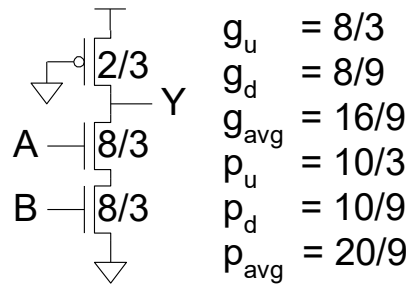 2/3
Y
A 8/3
B 8/3
g_u = 8/3
g_d = 8/9
g_avg = 16/9
p_u = 10/3
p_d = 10/9
p_avg = 20/9